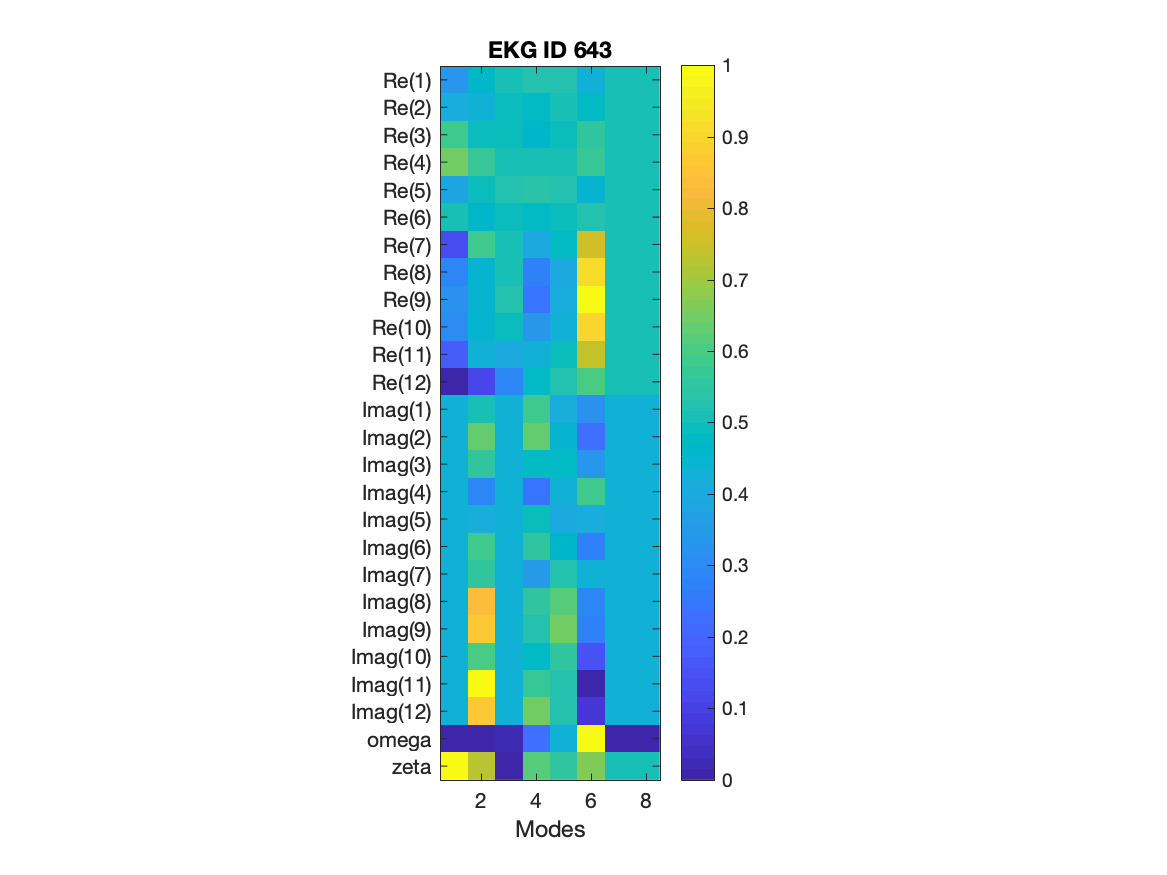 EKG ID 643
Re(1)
Re(2)
Re(3)
Re(4)
Re(5)
Re(6)
Re(7)
Re(8)
Re(9)
Re(10)
Re(11)
Re(12)
Imag(1)
Imag(2)
Imag(3)
Imag(4)
Imag(5)
Imag(6)
Imag(7)
Imag(8)
Imag(9)
Imag(10)
Imag(11)
Imag(12)
omega
zeta
2 4 6 8
Modes
1
0.9
0.8
0.7
0.6
0.5
0.4
0.3
0.2
0.1
0